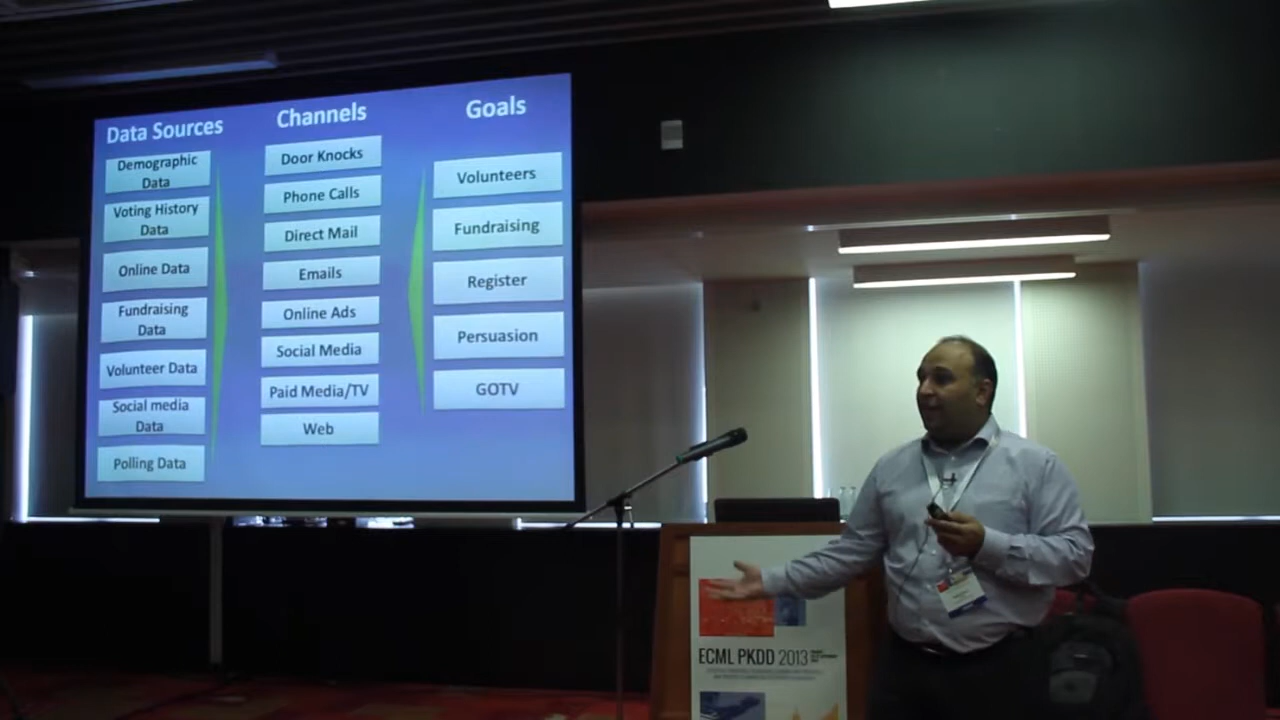 Data Sources
Demographic
Data
Voting History
Data
Online Data
Fundraising
Data
Volunteer Data
Social media
Data
Polling Data
Channels
Door Knocks
Phone Calls
Direct Mail
Emails
Online Ads
Social Media
Paid Media/TV
Web
Goals
Volunteers
Fundraising
Register
Persuasion
GOTV
ECML PKDD 2013